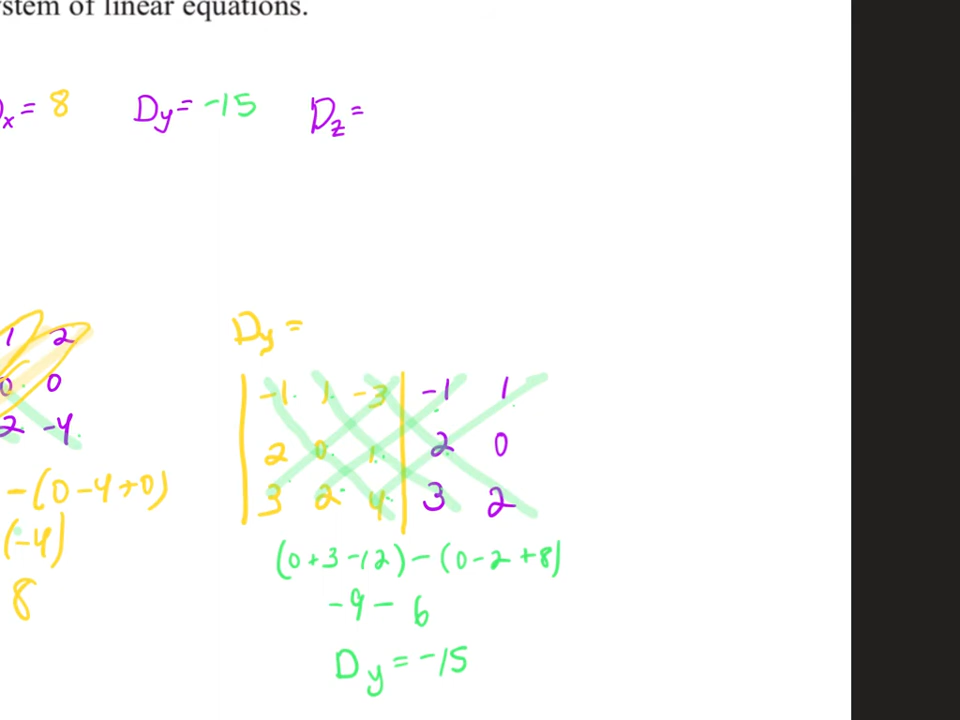 stem of linear equations.
x = 8 Dy = -15 Dz =
1 2
0 0
2 -4
-(0-4+0)
(-4)
8
Dy =
-1 1 -3 | -1 1
2 0 1 | 2 0
3 2 4 | 3 2
(0+3-12)-(0-2+8)
-9-6
Dy = -15